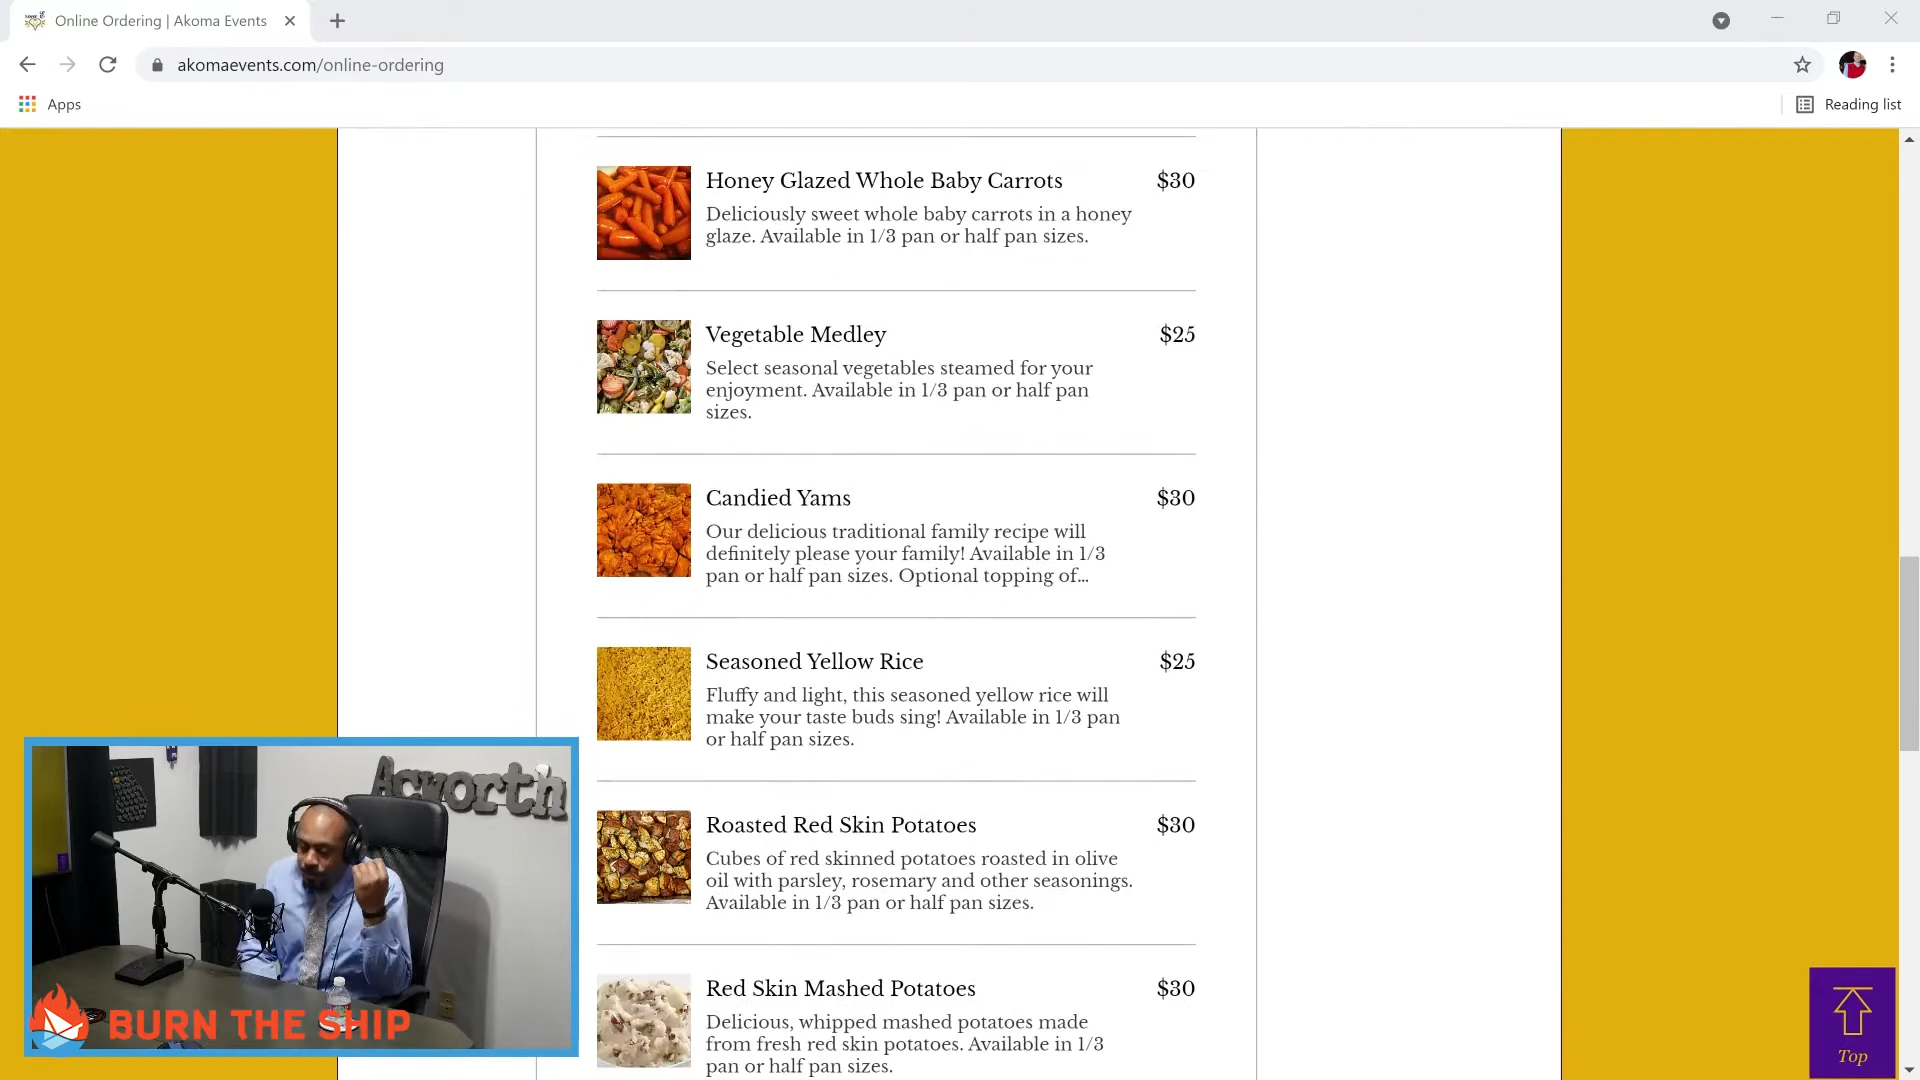 Online Ordering | Akoma Events
akomaevents.com/online-ordering
Apps
Reading list
Honey Glazed Whole Baby Carrots $30
Deliciously sweet whole baby carrots in a honey
glaze. Available in 1/3 pan or half pan sizes.
Vegetable Medley $25
Select seasonal vegetables steamed for your
enjoyment. Available in 1/3 pan or half pan
sizes.
Candied Yams $30
Our delicious traditional family recipe will
definitely please your family! Available in 1/3
pan or half pan sizes. Optional topping of...
Seasoned Yellow Rice $25
Fluffy and light, this seasoned yellow rice will
make your taste buds sing! Available in 1/3 pan
or half pan sizes.
Roasted Red Skin Potatoes $30
Cubes of red skinned potatoes roasted in olive
oil with parsley, rosemary and other seasonings.
Available in 1/3 pan or half pan sizes.
Red Skin Mashed Potatoes $30
Delicious, whipped mashed potatoes made
from fresh red skin potatoes. Available in 1/3
pan or half pan sizes.
Acworth
BURN THE SHIP
Top